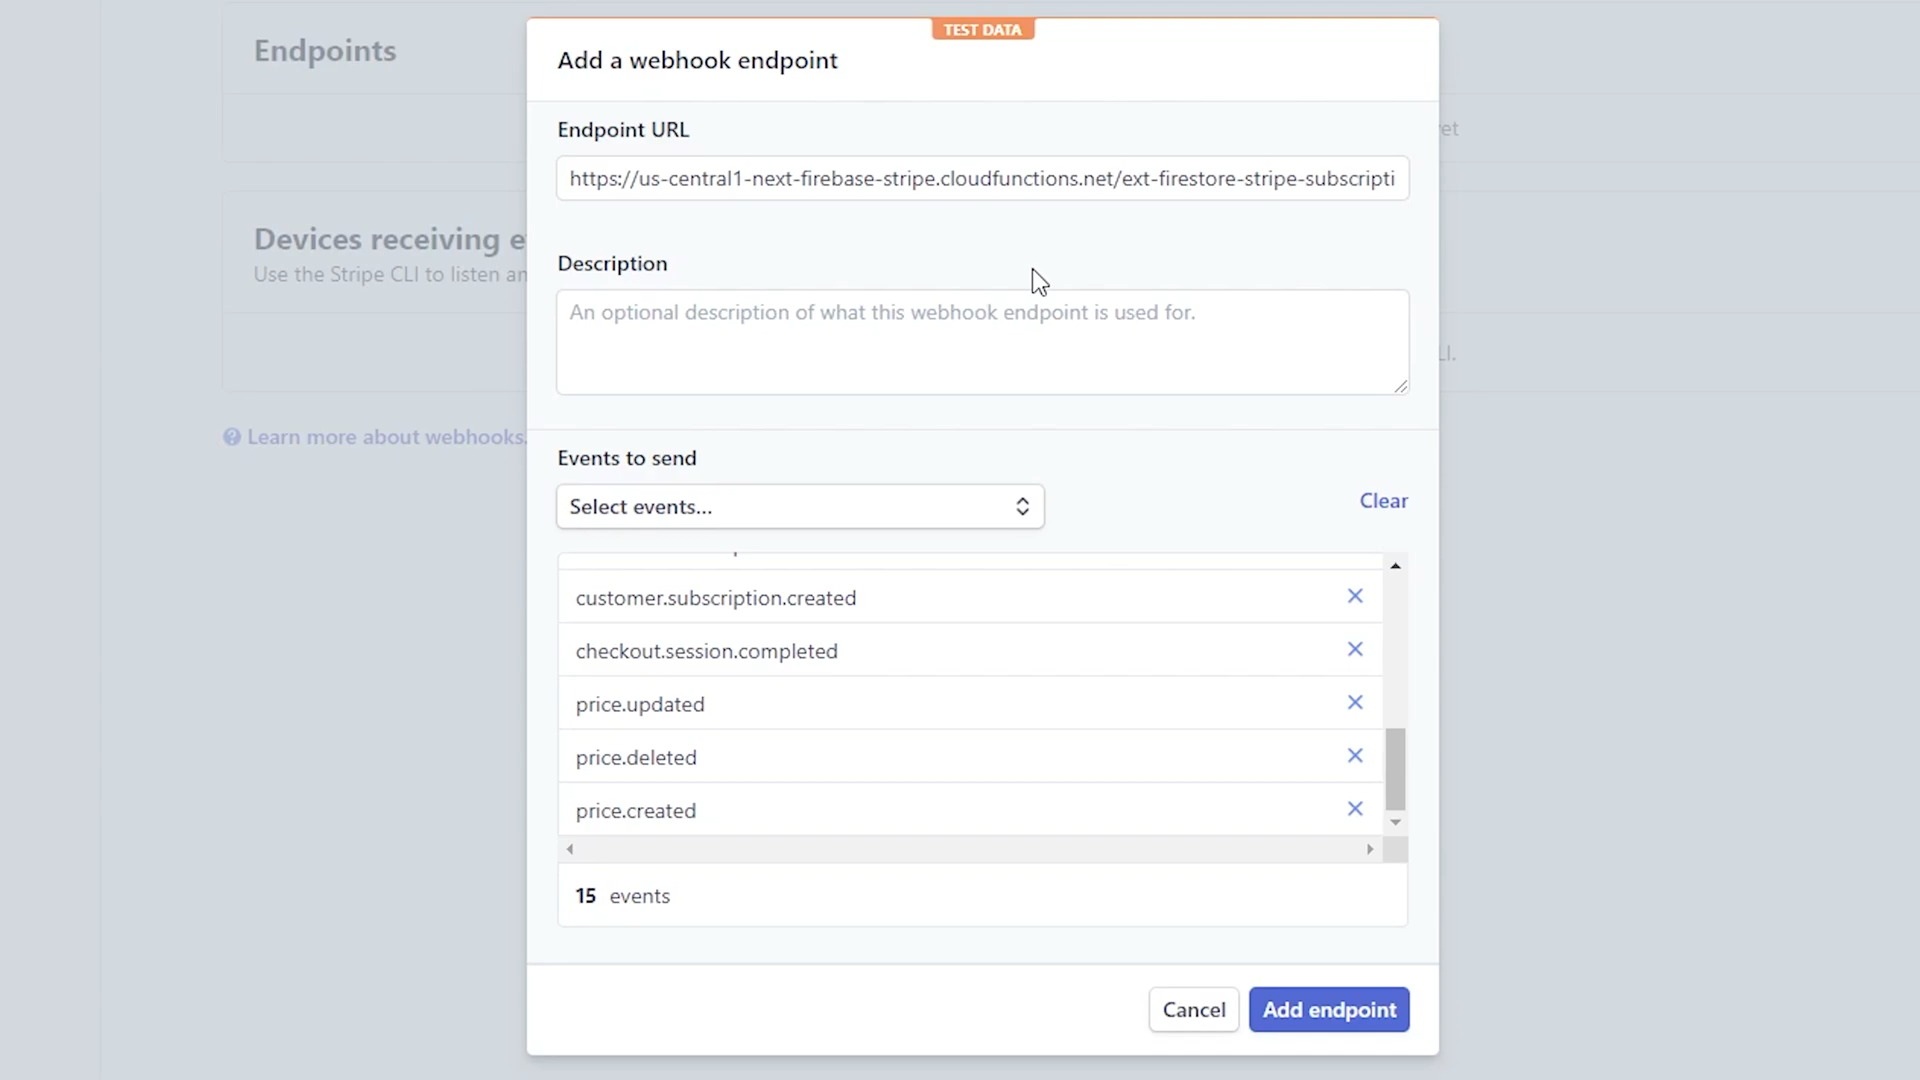 TEST DATA
Add a webhook endpoint
Endpoints
Endpoint URL
https://us-central1-next-firebase-stripe.cloudfunctions.net/ext-firestore-stripe-subscripti
Devices receiving e
Use the Stripe CLI to listen an
Description
An optional description of what this webhook endpoint is used for.
LI.
Learn more about webhooks.
Events to send
Select events...
Clear
customer.subscription.created
checkout.session.completed
price.updated
price.deleted
price.created
15 events
Cancel
Add endpoint